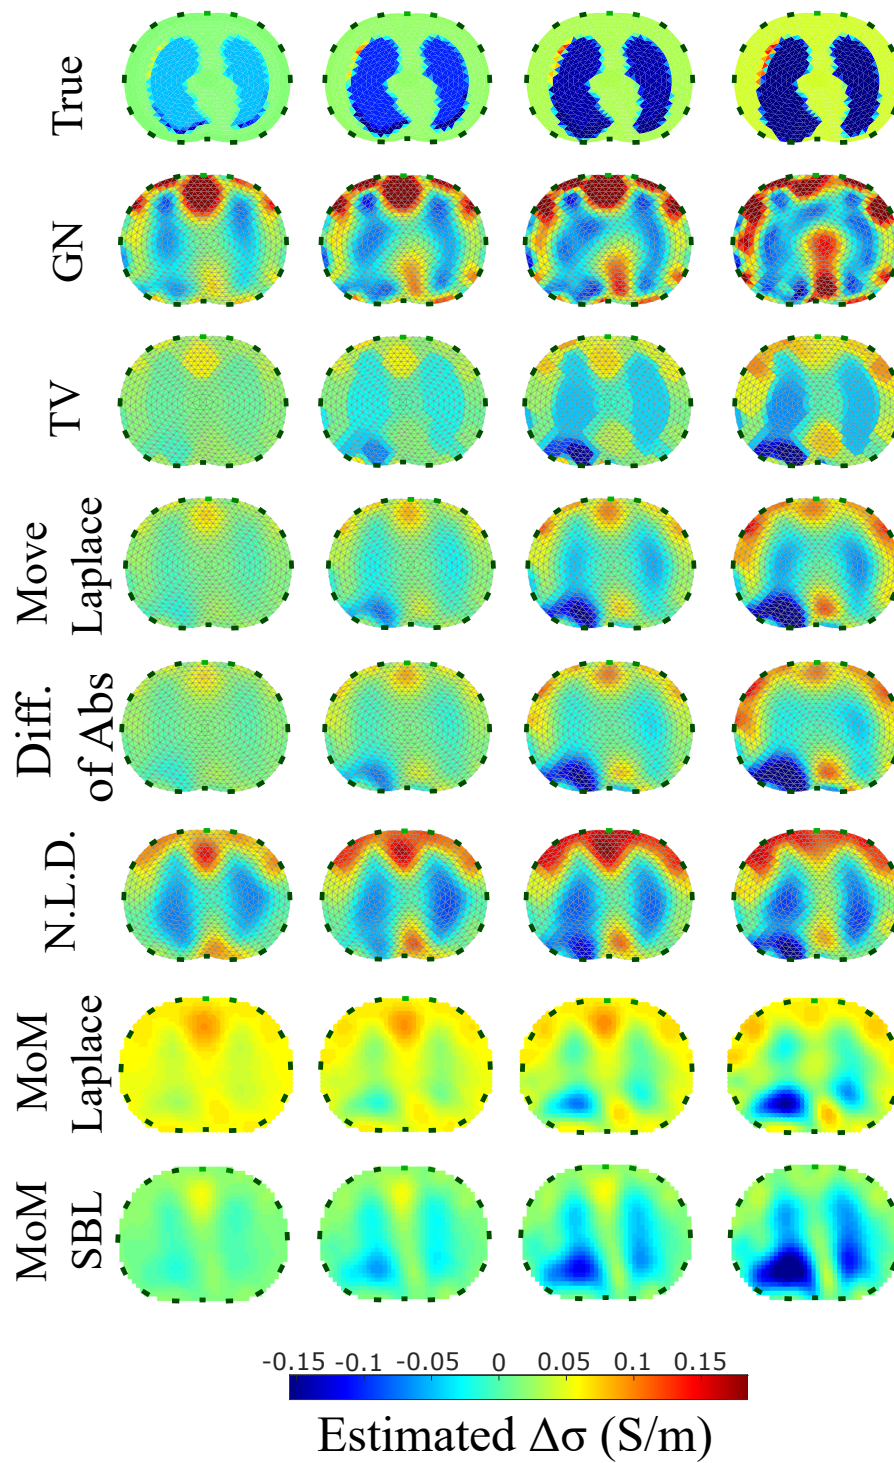 True
GN
TV
Move
Laplace
Diff.
of Abs
N.L.D.
MoM
Laplace
MoM
SBL
-0.15 -0.1 -0.05 0 0.05 0.1 0.15
Estimated Δσ (S/m)